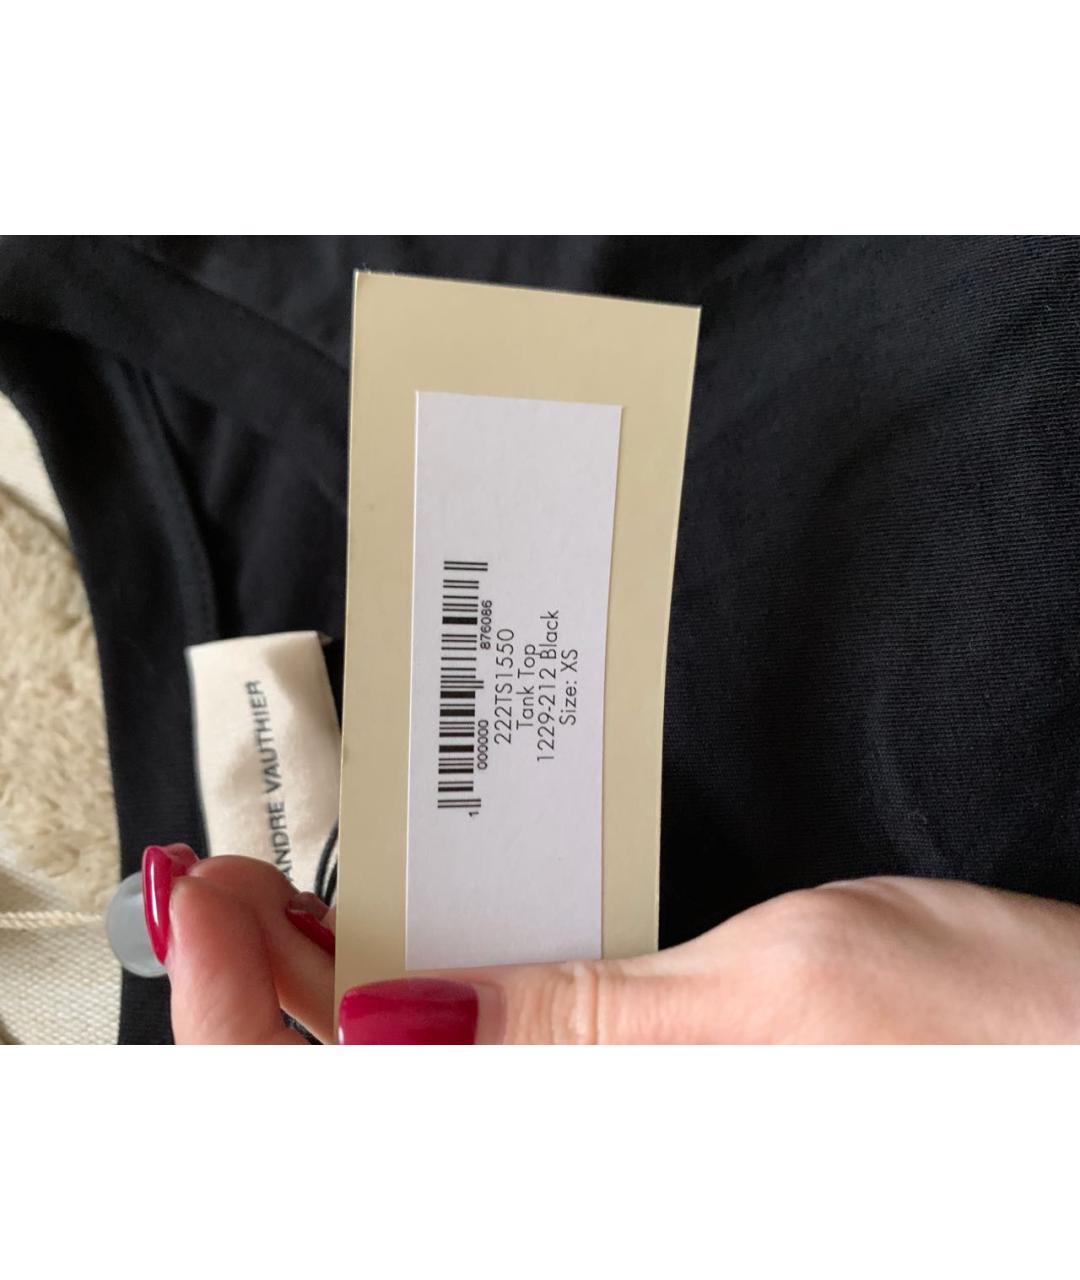 ANDRE VAUTHIER
1 000000 876086
222TS1550
Tank Top
1229-212 Black
Size: XS